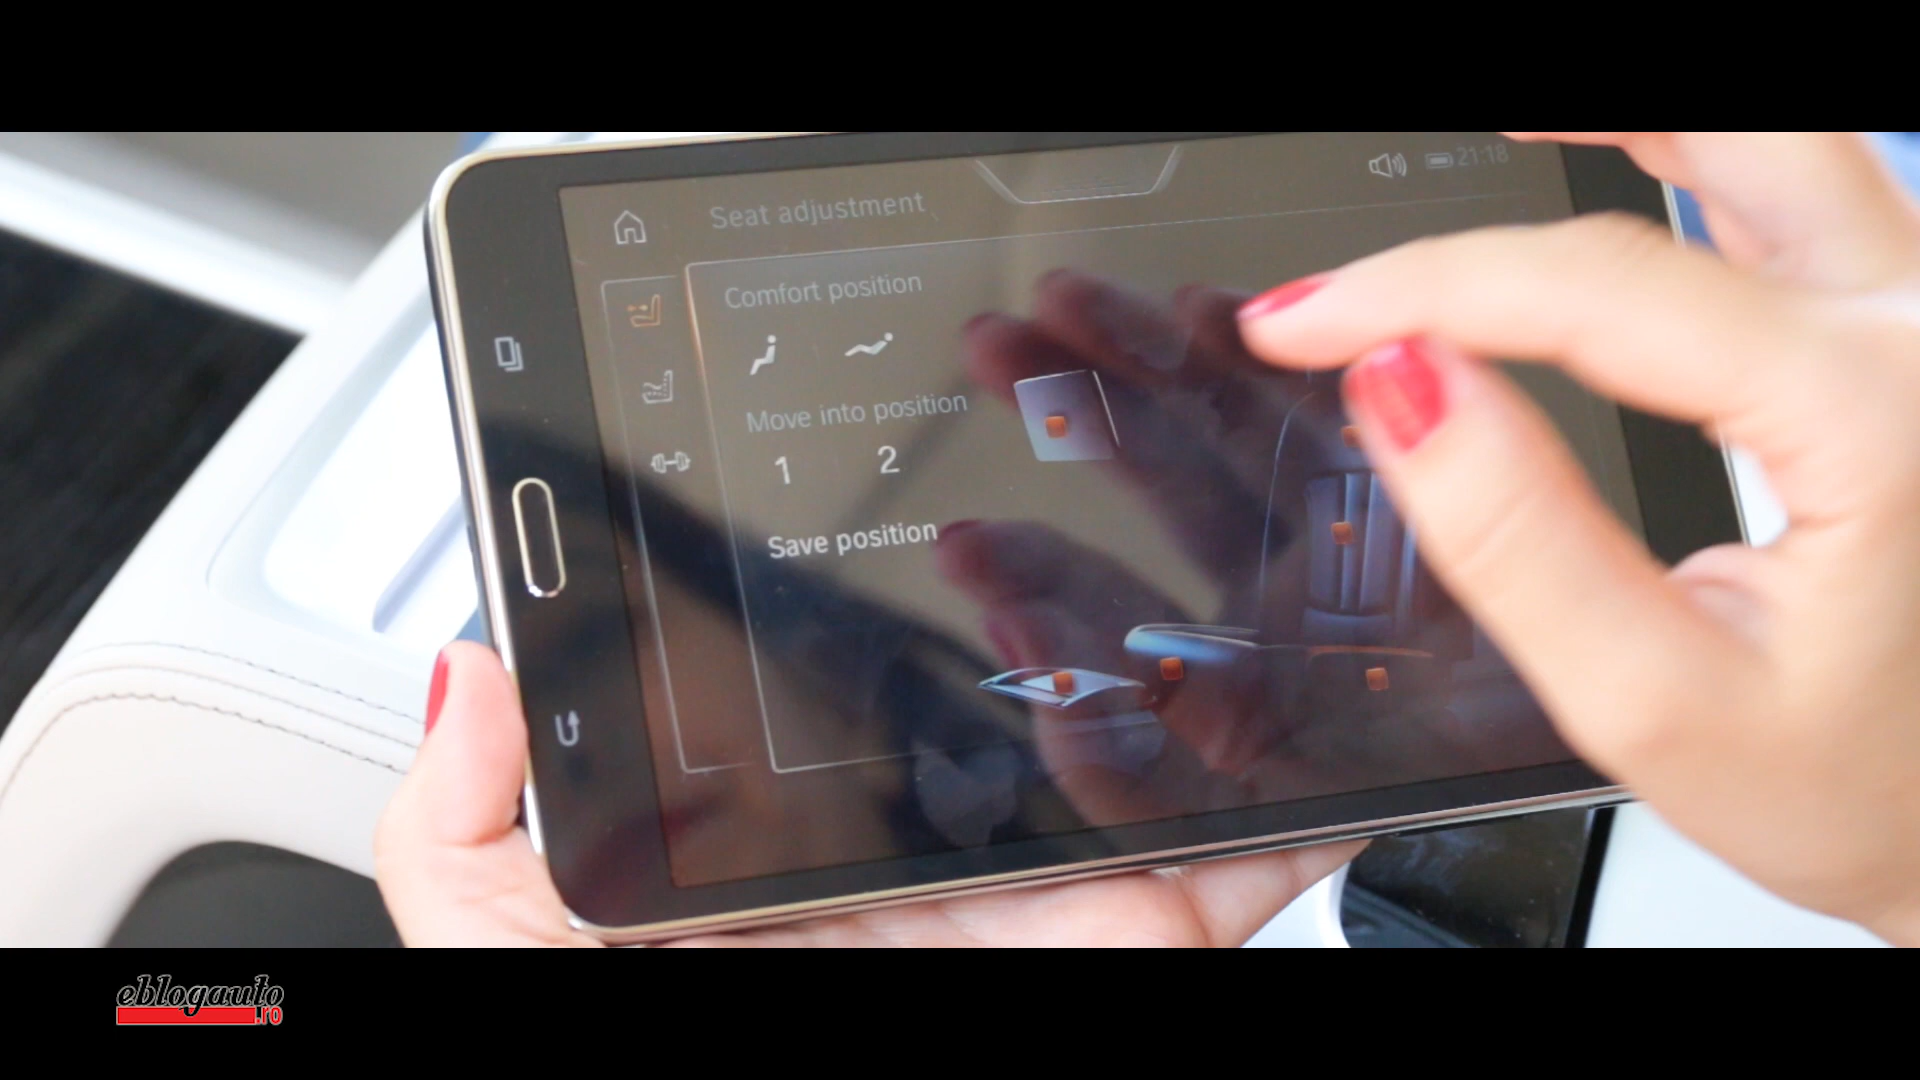 21:18
Seat adjustment
Comfort position
Move into position
1 2
Save position
eblogauto
.ro